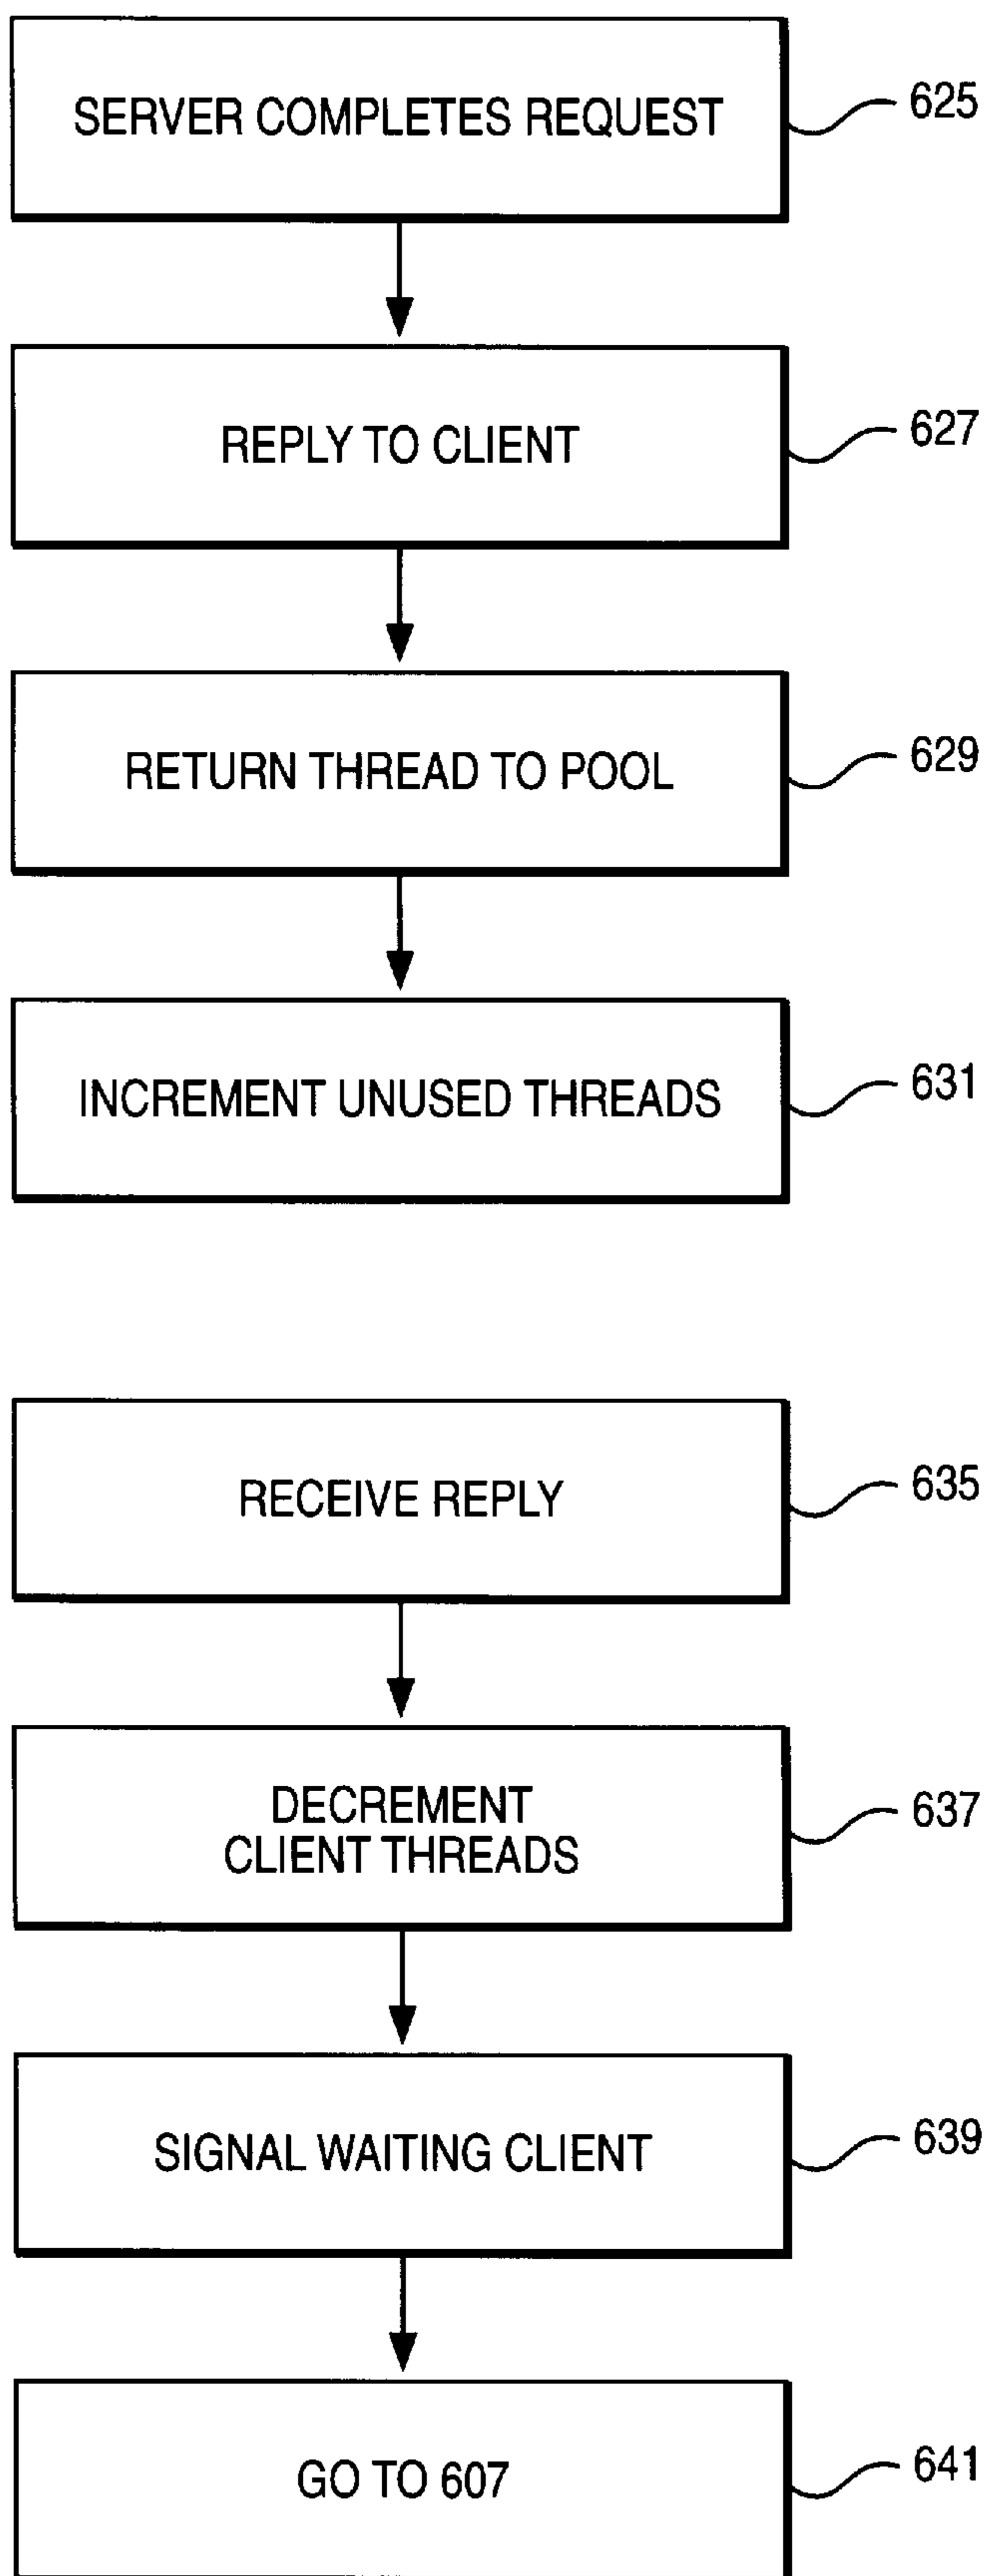 SERVER COMPLETES REQUEST
625
REPLY TO CLIENT
627
RETURN THREAD TO POOL
629
INCREMENT UNUSED THREADS
631
RECEIVE REPLY
635
DECREMENT
CLIENT THREADS
637
SIGNAL WAITING CLIENT
639
GO TO 607
641